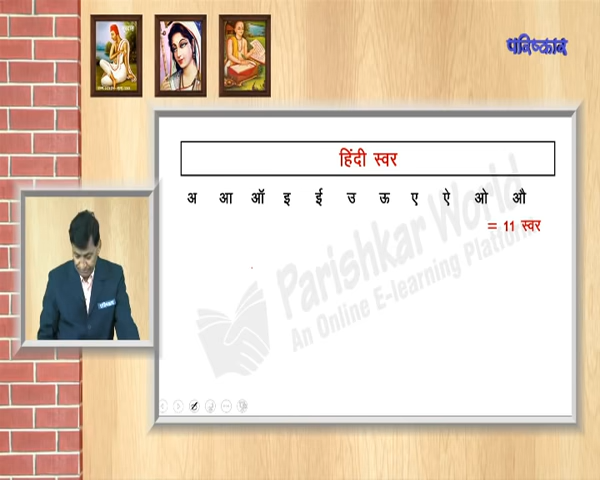 परिष्कार
हिंदी स्वर
अ आ ऑ इ ई उ ऊ ए ऐ ओ औ
= 11 स्वर
Parishkar World
An Online E-learning Platform